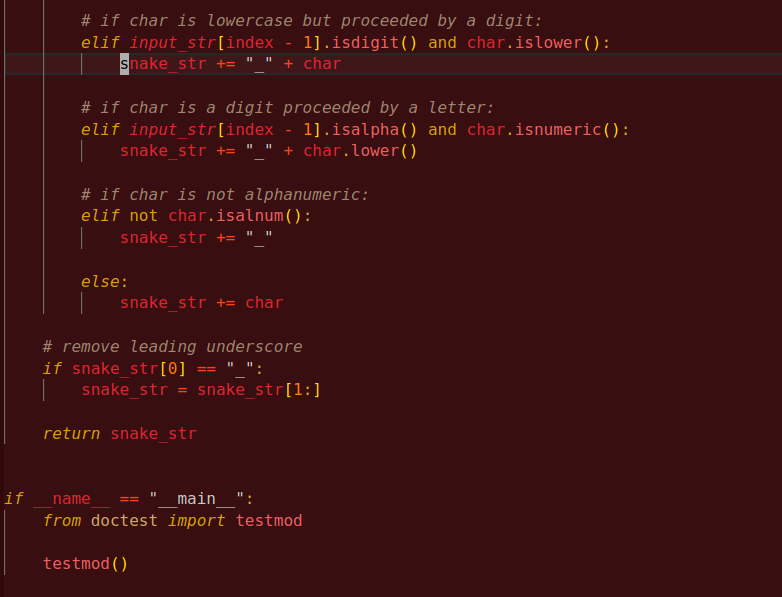 # if char is lowercase but proceeded by a digit:
elif input_str[index - 1].isdigit() and char.islower():
snake_str += "_" + char
# if char is a digit proceeded by a letter:
elif input_str[index - 1].isalpha() and char.isnumeric():
snake_str += "_" + char.lower()
# if char is not alphanumeric:
elif not char.isalnum():
snake_str += "_"
else:
snake_str += char
# remove leading underscore
if snake_str[0] == "_":
snake_str = snake_str[1:]
return snake_str
if __name__ == "__main__":
from doctest import testmod
testmod()